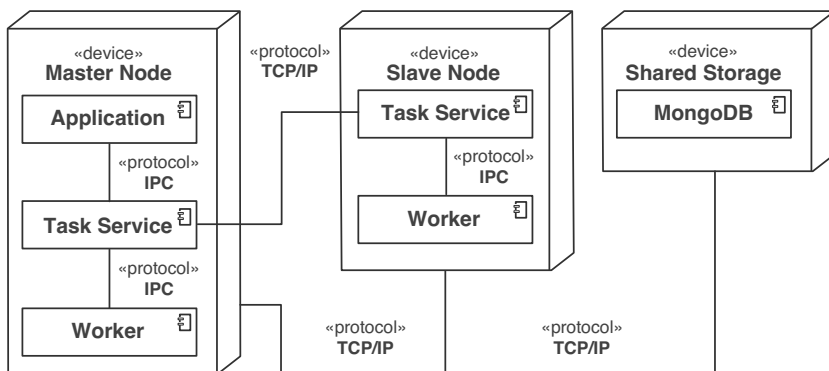 «device»
Master Node
Application
«protocol»
IPC
Task Service
«protocol»
IPC
Worker
«protocol»
TCP/IP
«device»
Slave Node
Task Service
«protocol»
IPC
Worker
«device»
Shared Storage
MongoDB
«protocol»
TCP/IP
«protocol»
TCP/IP